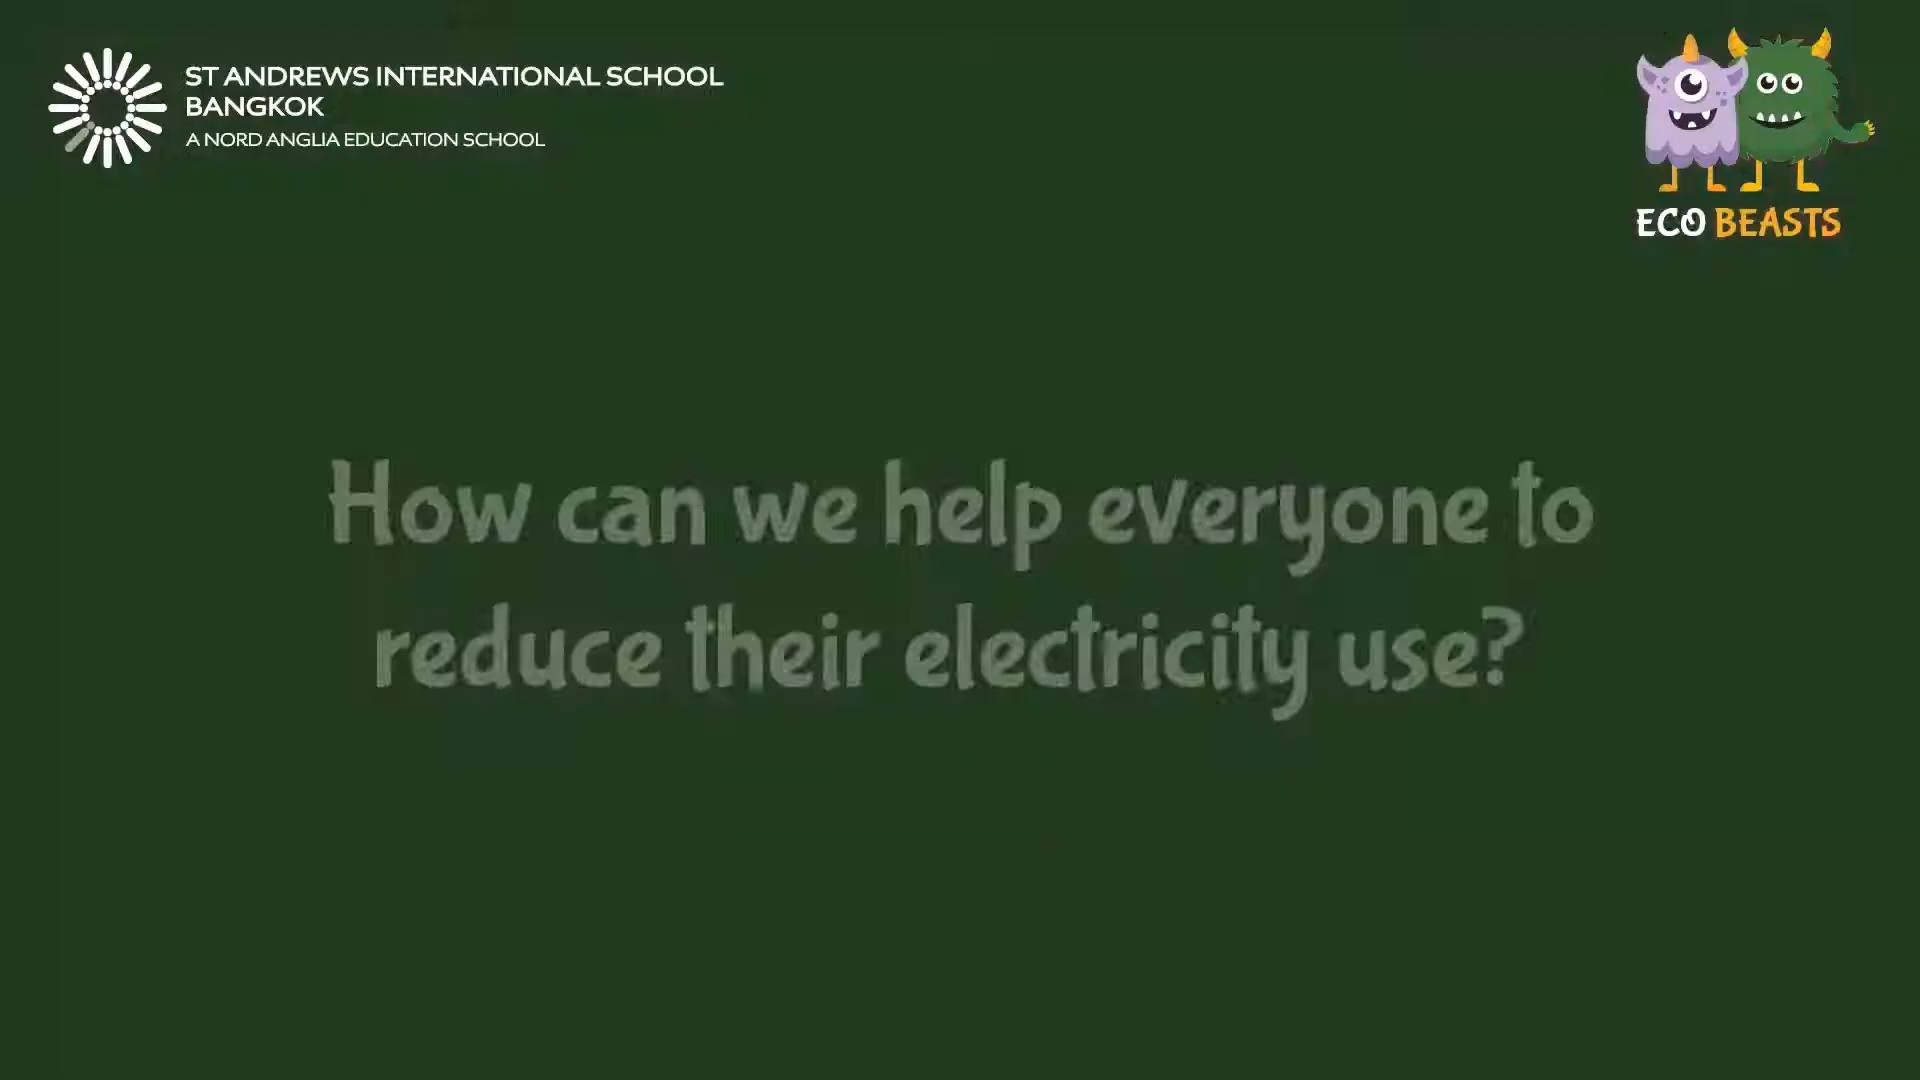 ST ANDREWS INTERNATIONAL SCHOOL
BANGKOK
A NORD ANGLIA EDUCATION SCHOOL
ECO BEASTS
How can we help everyone to
reduce their electricity use?